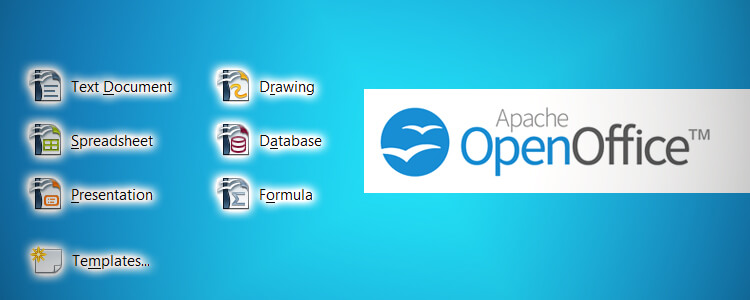 Text Document
Spreadsheet
Presentation
Templates...
Drawing
Database
Formula
Apache
OpenOffice™